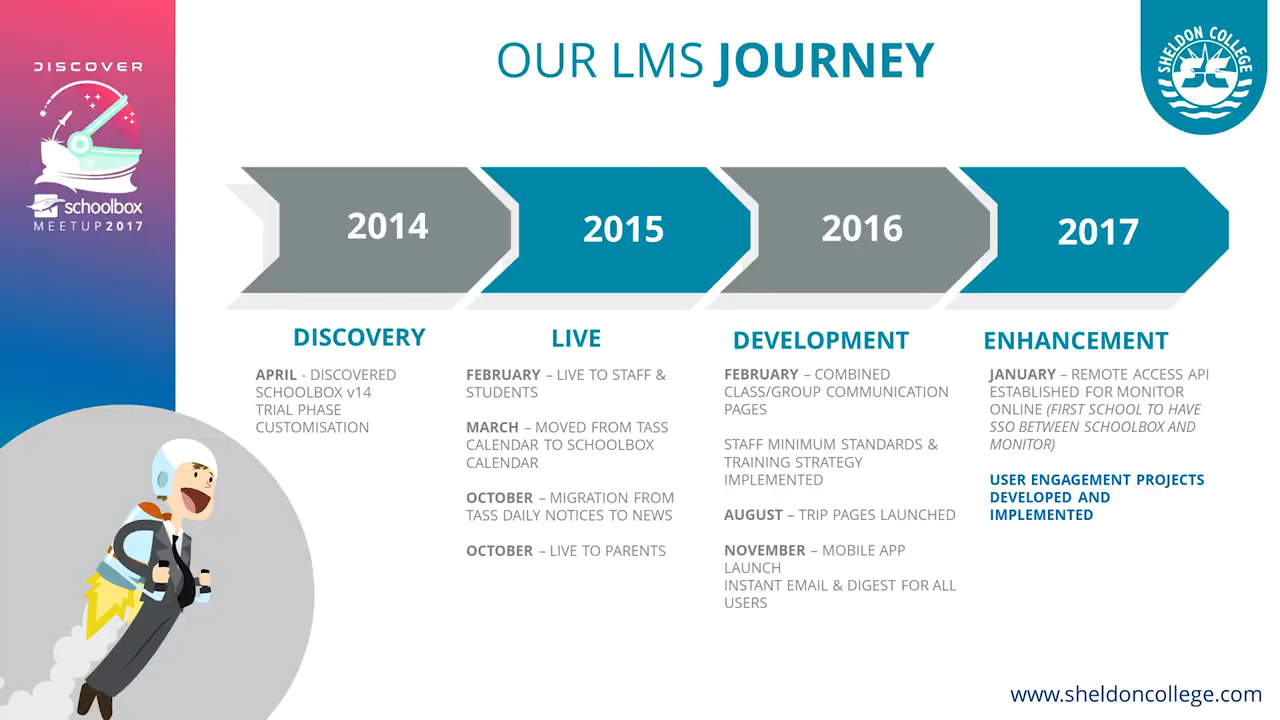 DISCOVER
schoolbox
MEETUP2017
OUR LMS JOURNEY
SHELDON COLLEGE
SC
2014
2015
2016
2017
DISCOVERY
APRIL - DISCOVERED
SCHOOLBOX v14
TRIAL PHASE
CUSTOMISATION
LIVE
FEBRUARY – LIVE TO STAFF &
STUDENTS
MARCH – MOVED FROM TASS
CALENDAR TO SCHOOLBOX
CALENDAR
OCTOBER – MIGRATION FROM
TASS DAILY NOTICES TO NEWS
OCTOBER – LIVE TO PARENTS
DEVELOPMENT
FEBRUARY – COMBINED
CLASS/GROUP COMMUNICATION
PAGES
STAFF MINIMUM STANDARDS &
TRAINING STRATEGY
IMPLEMENTED
AUGUST – TRIP PAGES LAUNCHED
NOVEMBER – MOBILE APP
LAUNCH
INSTANT EMAIL & DIGEST FOR ALL
USERS
ENHANCEMENT
JANUARY – REMOTE ACCESS API
ESTABLISHED FOR MONITOR
ONLINE (FIRST SCHOOL TO HAVE
SSO BETWEEN SCHOOLBOX AND
MONITOR)
USER ENGAGEMENT PROJECTS
DEVELOPED AND
IMPLEMENTED
www.sheldoncollege.com